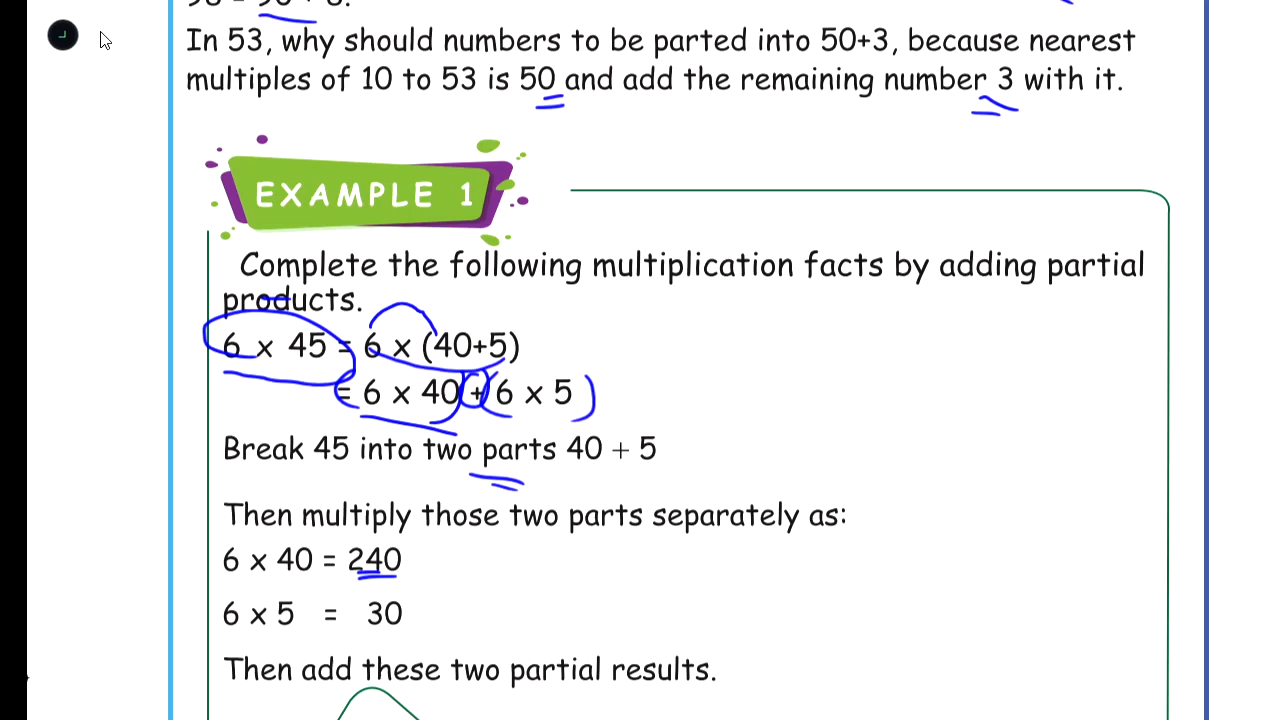 In 53, why should numbers to be parted into 50+3, because nearest
multiples of 10 to 53 is 50 and add the remaining number 3 with it.
EXAMPLE 1
Complete the following multiplication facts by adding partial
products.
6 x 45 = 6 x (40+5)
= 6 x 40 + (6 x 5)
Break 45 into two parts 40 + 5
Then multiply those two parts separately as:
6 x 40 = 240
6 x 5 = 30
Then add these two partial results.